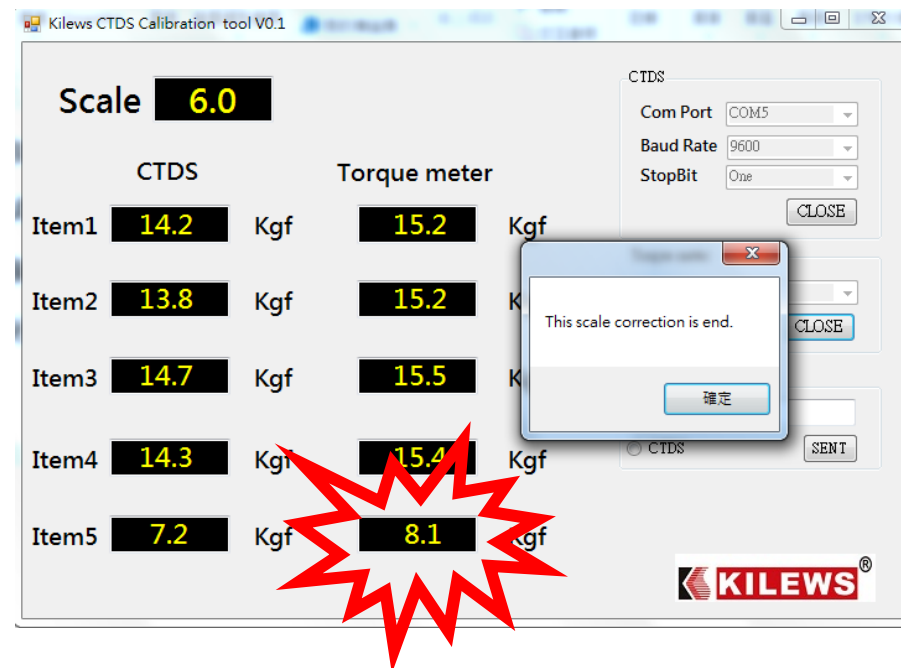 Kilews CTDS Calibration tool V0.1
Scale 6.0
CTDS Torque meter
Item1 14.2 Kgf 15.2 Kgf
Item2 13.8 Kgf 15.2 K
Item3 14.7 Kgf 15.5 K
Item4 14.3 Kgf 15.4 Kgf
Item5 7.2 Kgf 8.1 Kgf
CTDS
Com Port COM5
Baud Rate 9600
StopBit One
CLOSE
This scale correction is end.
確定
CLOSE
CTDS SENT
KILEWS®